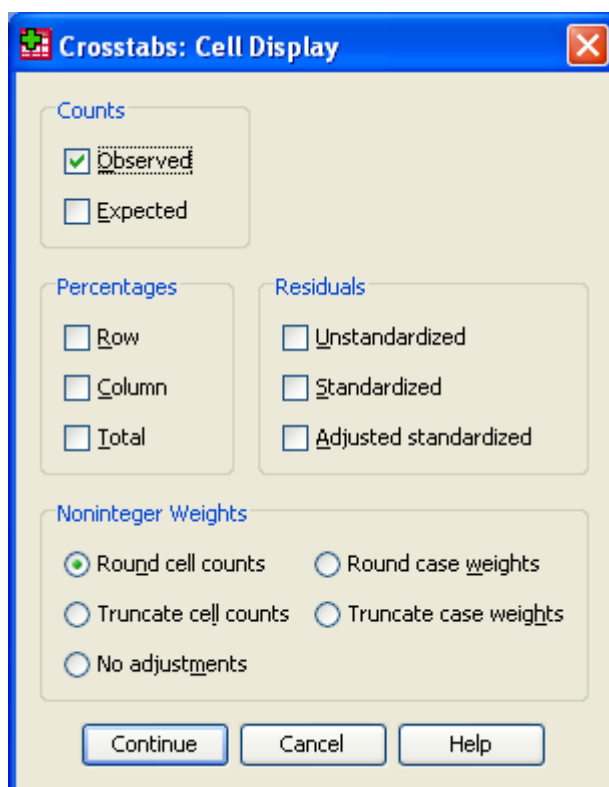 Crosstabs: Cell Display
Counts
Observed
Expected
Percentages
Row
Column
Total
Residuals
Unstandardized
Standardized
Adjusted standardized
Noninteger Weights
Round cell counts
Round case weights
Truncate cell counts
Truncate case weights
No adjustments
Continue
Cancel
Help